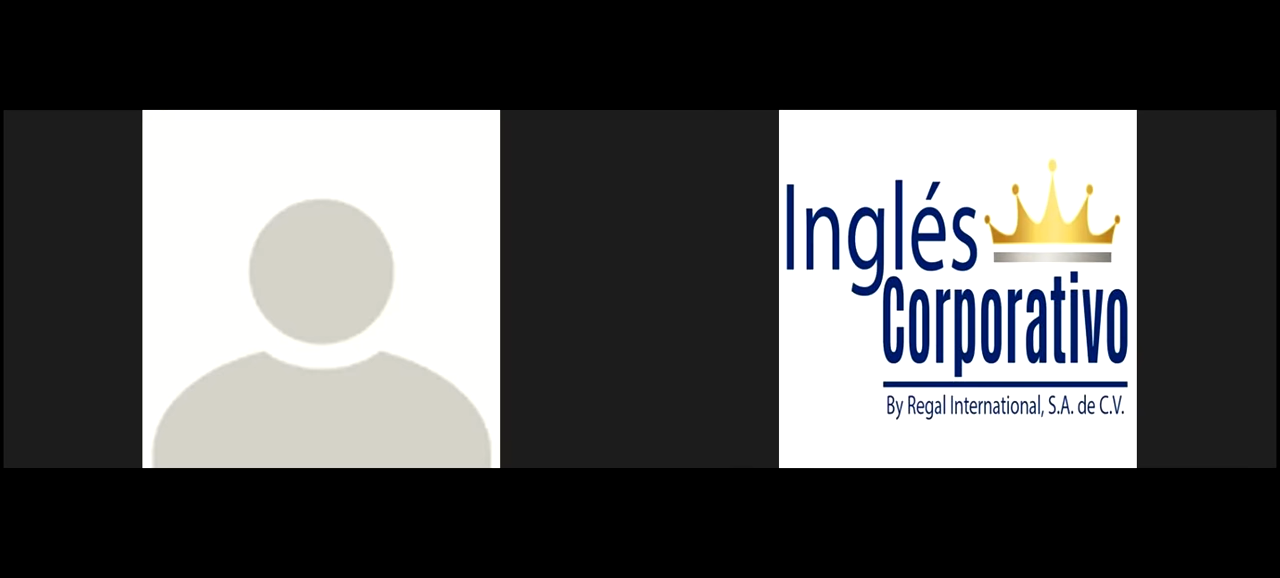 Inglés
Corporativo
By Regal International, S.A. de C.V.